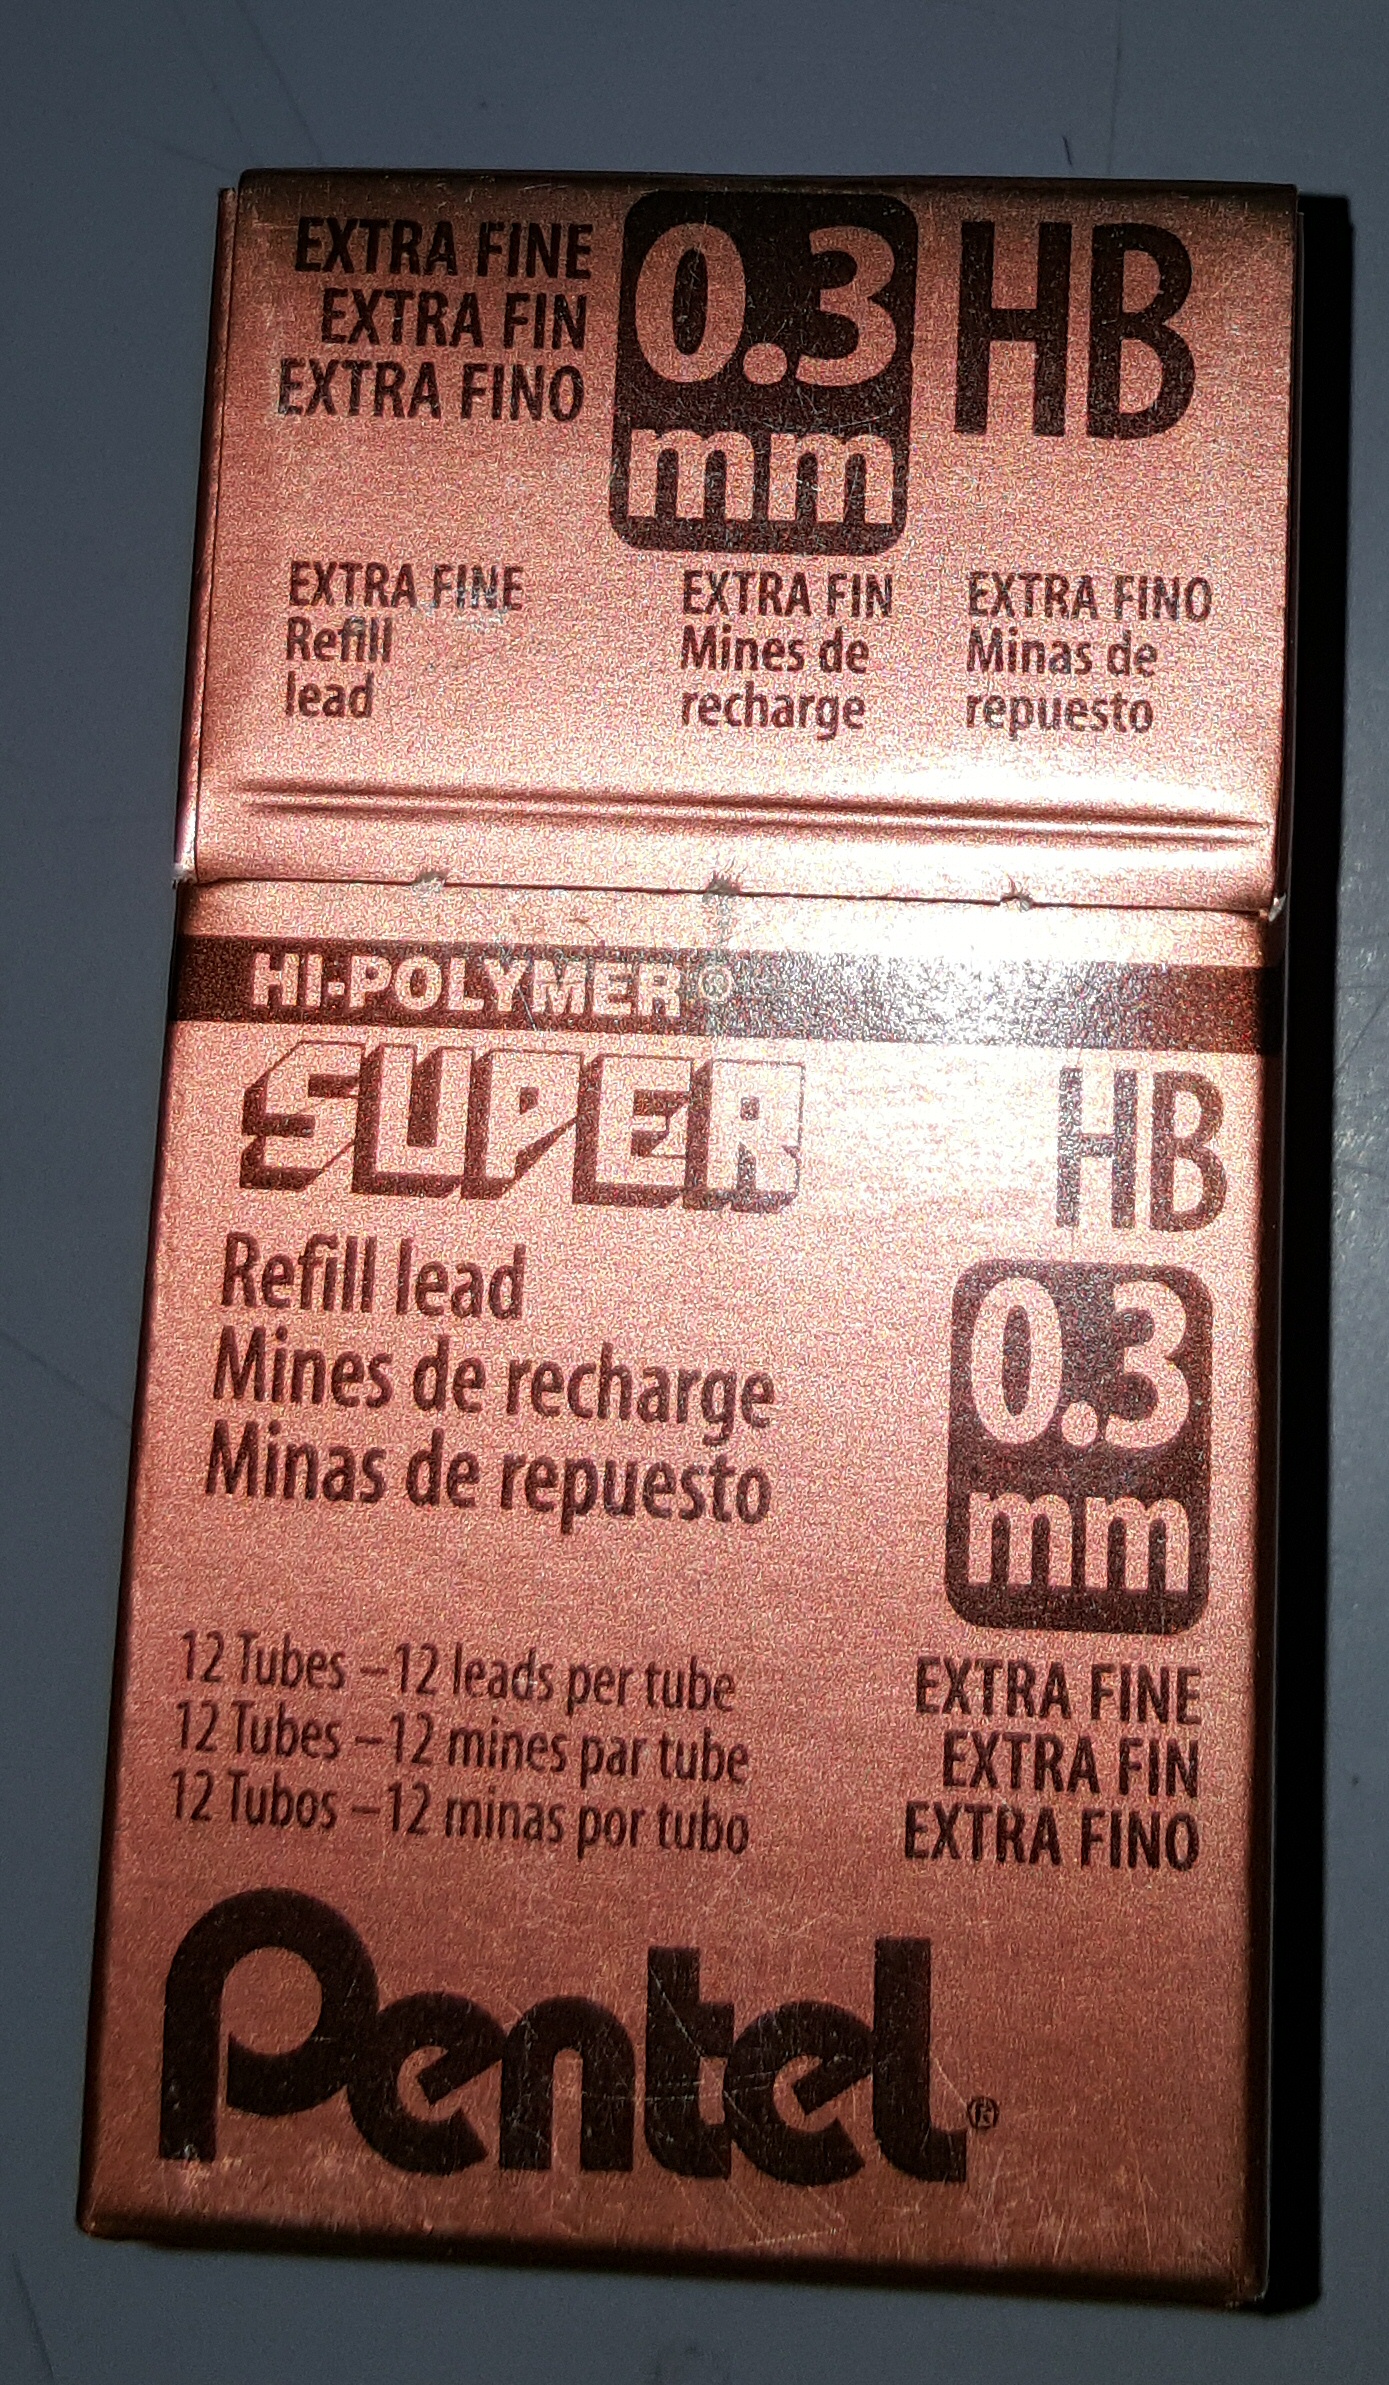 EXTRA FINE
EXTRA FIN
EXTRA FINO
0.3
mm
HB
EXTRA FINE
Refill
lead
EXTRA FIN
Mines de
recharge
EXTRA FINO
Minas de
repuesto
HI-POLYMER®
SUPER
HB
Refill lead
Mines de recharge
Minas de repuesto
0.3
mm
12 Tubes – 12 leads per tube
12 Tubes – 12 mines par tube
12 Tubos – 12 minas por tubo
EXTRA FINE
EXTRA FIN
EXTRA FINO
Pentel®